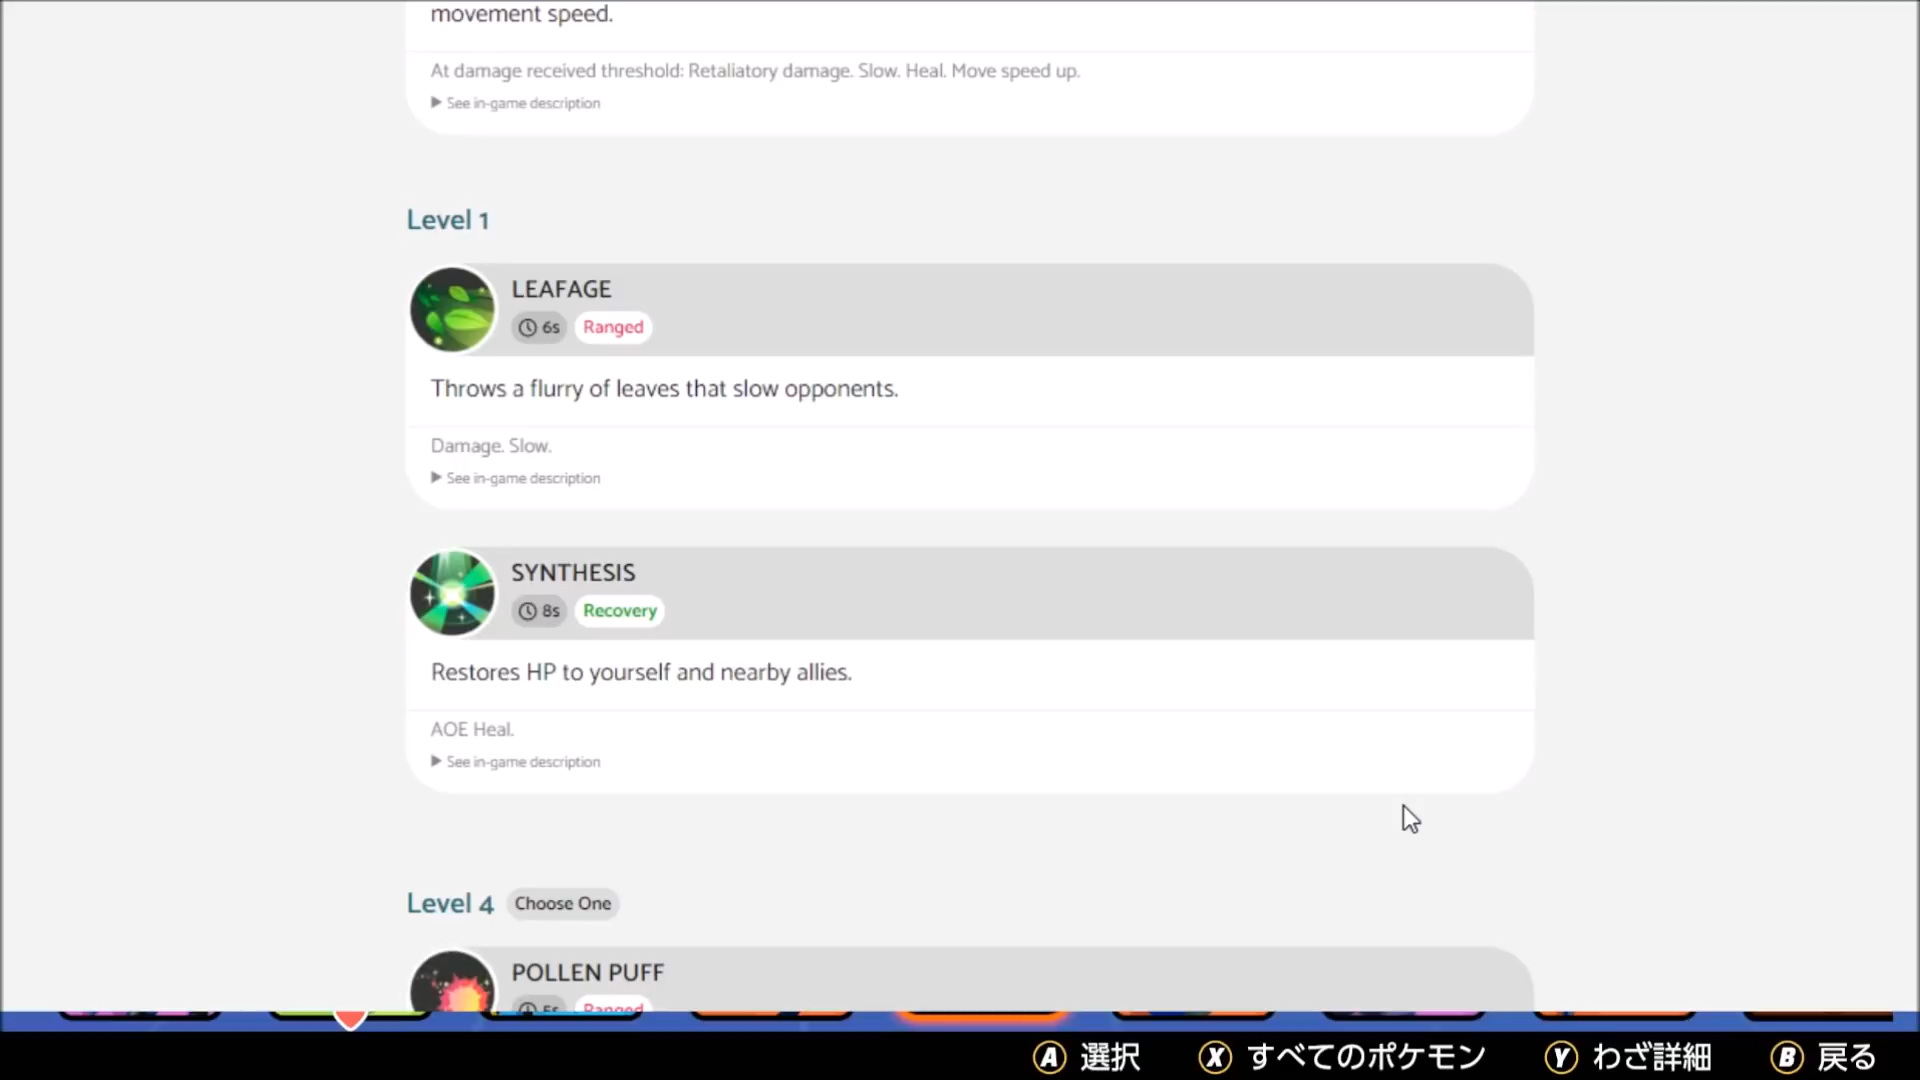 movement speed.
At damage received threshold: Retaliatory damage. Slow. Heal. Move speed up.
▶ See in-game description
Level 1
LEAFAGE
6s Ranged
Throws a flurry of leaves that slow opponents.
Damage. Slow.
▶ See in-game description
SYNTHESIS
8s Recovery
Restores HP to yourself and nearby allies.
AOE Heal.
▶ See in-game description
Level 4 Choose One
POLLEN PUFF
5s Ranged
A 選択 X すべてのポケモン Y わざ詳細 B 戻る